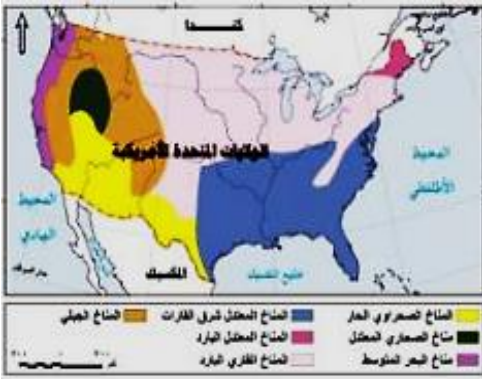 كنـــدا
الولايات المتحدة الأمريكية
المحيط
الأطلنطي
المحيط
الهادي
المكسيك
خليج المكسيك
المناخ الصحراوي الحار
المناخ المعتدل شرق القارات
المناخ الجبلي
مناخ الصحاري المعتدل
المناخ المعتدل البارد
مناخ البحر المتوسط
المناخ القاري البارد